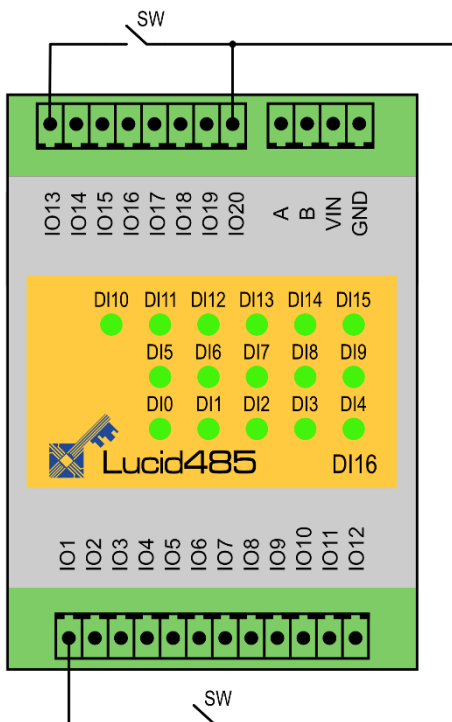 SW
IO13 IO14 IO15 IO16 IO17 IO18 IO19 IO20 A B VIN GND
DI10 DI11 DI12 DI13 DI14 DI15
DI5 DI6 DI7 DI8 DI9
DI0 DI1 DI2 DI3 DI4
Lucid485 DI16
IO1 IO2 IO3 IO4 IO5 IO6 IO7 IO8 IO9 IO10 IO11 IO12
SW